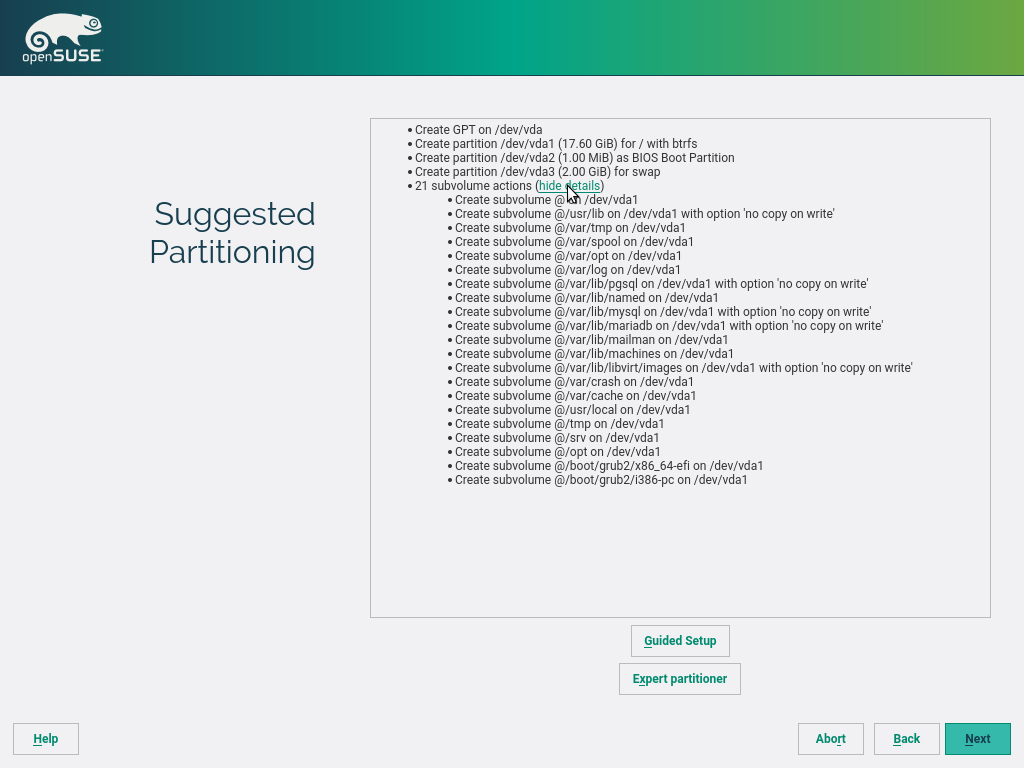 openSUSE
Suggested
Partitioning
• Create GPT on /dev/vda
• Create partition /dev/vda1 (17.60 GiB) for / with btrfs
• Create partition /dev/vda2 (1.00 MiB) as BIOS Boot Partition
• Create partition /dev/vda3 (2.00 GiB) for swap
• 21 subvolume actions (hide details)
• Create subvolume @ on /dev/vda1
• Create subvolume @/usr/lib on /dev/vda1 with option 'no copy on write'
• Create subvolume @/var/tmp on /dev/vda1
• Create subvolume @/var/spool on /dev/vda1
• Create subvolume @/var/opt on /dev/vda1
• Create subvolume @/var/log on /dev/vda1
• Create subvolume @/var/lib/pgsql on /dev/vda1 with option 'no copy on write'
• Create subvolume @/var/lib/named on /dev/vda1
• Create subvolume @/var/lib/mysql on /dev/vda1 with option 'no copy on write'
• Create subvolume @/var/lib/mariadb on /dev/vda1 with option 'no copy on write'
• Create subvolume @/var/lib/mailman on /dev/vda1
• Create subvolume @/var/lib/machines on /dev/vda1
• Create subvolume @/var/lib/libvirt/images on /dev/vda1 with option 'no copy on write'
• Create subvolume @/var/crash on /dev/vda1
• Create subvolume @/var/cache on /dev/vda1
• Create subvolume @/usr/local on /dev/vda1
• Create subvolume @/tmp on /dev/vda1
• Create subvolume @/srv on /dev/vda1
• Create subvolume @/opt on /dev/vda1
• Create subvolume @/boot/grub2/x86_64-efi on /dev/vda1
• Create subvolume @/boot/grub2/i386-pc on /dev/vda1
Guided Setup
Expert partitioner
Help
Abort
Back
Next